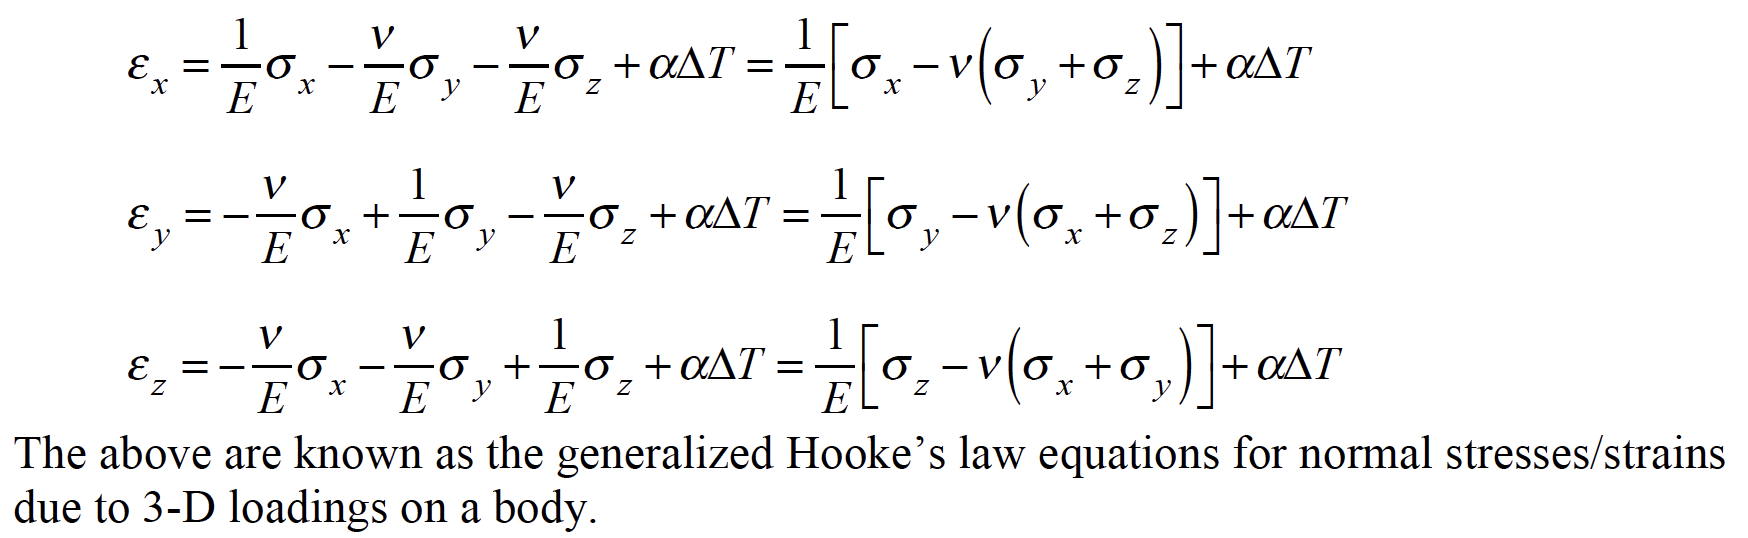 εx = 1/E σx − ν/E σy − ν/E σz + αΔT = 1/E [σx − ν(σy + σz)] + αΔT
εy = −ν/E σx + 1/E σy − ν/E σz + αΔT = 1/E [σy − ν(σx + σz)] + αΔT
εz = −ν/E σx − ν/E σy + 1/E σz + αΔT = 1/E [σz − ν(σx + σy)] + αΔT
The above are known as the generalized Hooke’s law equations for normal stresses/strains
due to 3-D loadings on a body.